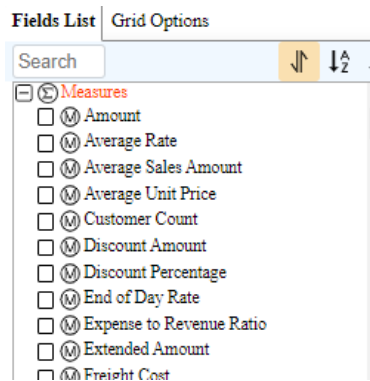 Fields List Grid Options
Search
A
Z
Σ Measures
M Amount
M Average Rate
M Average Sales Amount
M Average Unit Price
M Customer Count
M Discount Amount
M Discount Percentage
M End of Day Rate
M Expense to Revenue Ratio
M Extended Amount
M Freight Cost